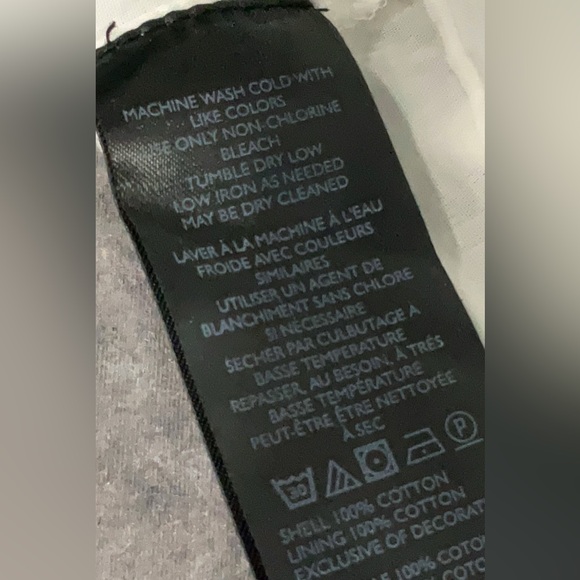 MACHINE WASH COLD WITH
LIKE COLORS
SE ONLY NON-CHLORINE
BLEACH
TUMBLE DRY LOW
LOW IRON AS NEEDED
MAY BE DRY CLEANED
LAVER À LA MACHINE À L'EAU
FROIDE AVEC COULEURS
SIMILAIRES
UTILISER UN AGENT DE
BLANCHIMENT SANS CHLORE
SI NÉCESSAIRE
SECHER PAR CULBUTAGE À
BASSE TEMPERATURE
REPASSER, AU BESOIN, À TRÉS
BASSE TEMPÉRATURE
PEUT-ÊTRE ÊTRE NETTOYÉE
À SEC
30 P
SHELL 100% COTTON
LINING 100% COTTON
EXCLUSIVE OF DECORAT
100% COTO